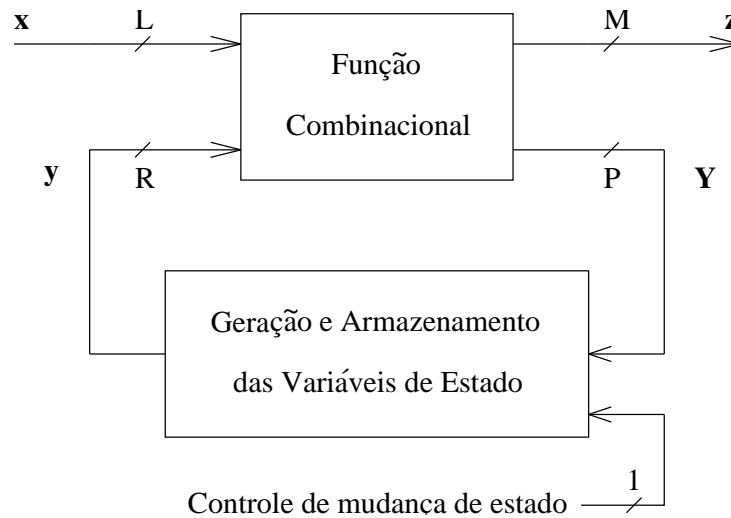 x
L
M
z
Função
Combinacional
y
R
P
Y
Geração e Armazenamento
das Variáveis de Estado
1
Controle de mudança de estado